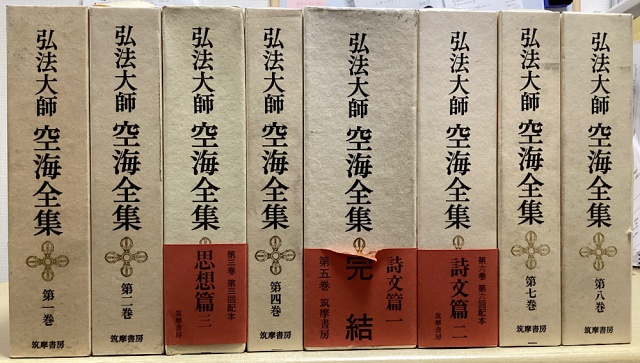 弘法大師 空海全集
第一巻
筑摩書房
弘法大師 空海全集
第二巻
筑摩書房
弘法大師 空海全集
第三巻 第三回配本
思想篇 三
筑摩書房
弘法大師 空海全集
第四巻
筑摩書房
弘法大師 空海全集
詩文篇 一
完結
第五巻 筑摩書房
弘法大師 空海全集
第六巻 第六回配本
詩文篇 二
筑摩書房
弘法大師 空海全集
第七巻
筑摩書房
弘法大師 空海全集
第八巻
筑摩書房